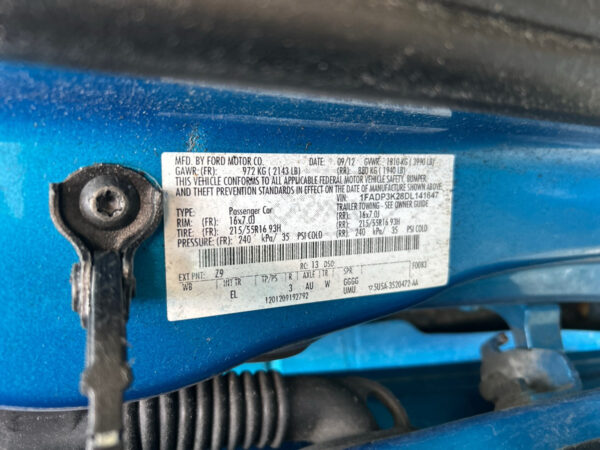 MFD. BY FORD MOTOR CO. DATE: 09/12 GVWR: 1810 KG ( 3990 LB)
GAWR: (FR): 972 KG ( 2143 LB) (RR): 880 KG ( 1940 LB)
THIS VEHICLE CONFORMS TO ALL APPLICABLE FEDERAL MOTOR VEHICLE SAFETY, BUMPER,
AND THEFT PREVENTION STANDARDS IN EFFECT ON THE DATE OF MANUFACTURE SHOWN ABOVE.
VIN: 1FADP3K28DL141647
TYPE: Passenger Car TRAILER TOWING - SEE OWNER GUIDE
RIM: (FR): 16x7.0J (RR): 16x7.0J
TIRE: (FR): 215/55R16 93H (RR): 215/55R16 93H
PRESSURE: (FR): 240 kPa/ 35 PSI COLD (RR): 240 kPa/ 35 PSI COLD
EXT PNT: Z9 RC: 13 DSO: F0083
WB INT TR TP/PS R AXLE TR SPR
EL 3 AU W GGGG
1201209192792 UMU 5U5A-3520472-AA